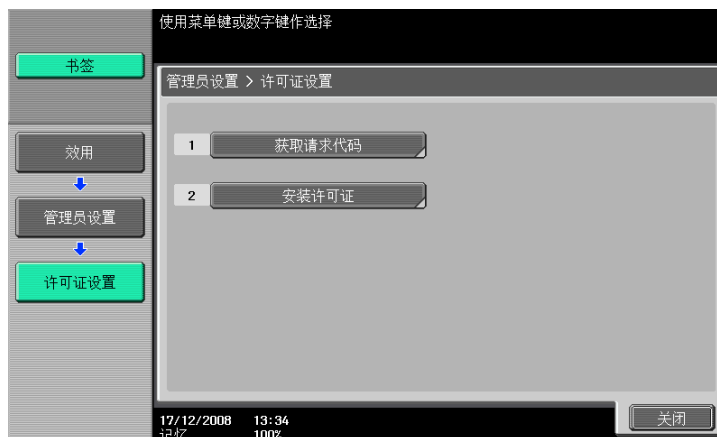 使用菜单键或数字键作选择
书签
管理员设置 > 许可证设置
1 获取请求代码
效用
2 安装许可证
管理员设置
许可证设置
17/12/2008 13:34
记忆 100%
关闭